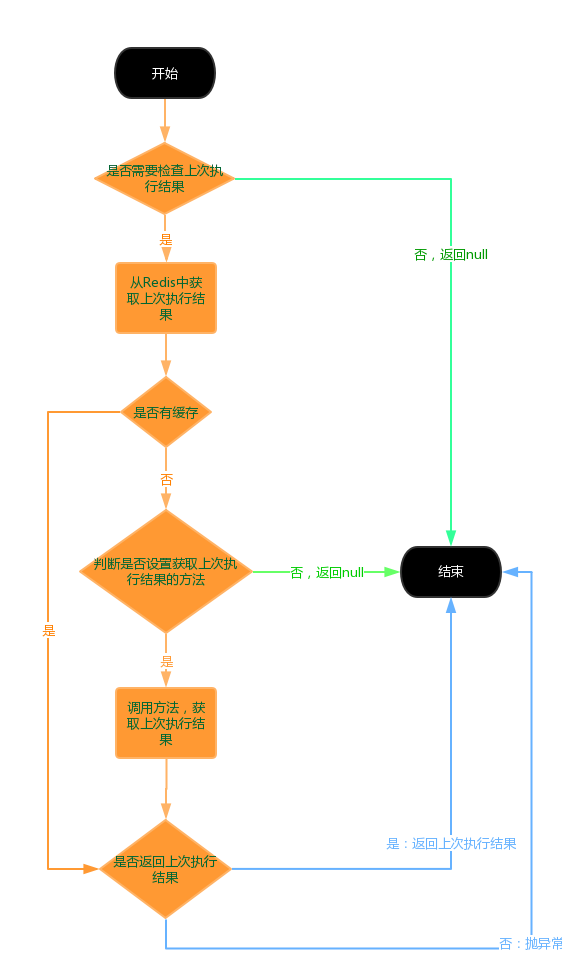 开始
是否需要检查上次执
行结果
否，返回null
是
从Redis中获
取上次执行结
果
是否有缓存
否
判断是否设置获取上次执
行结果的方法
否，返回null
结束
是
是
调用方法，获
取上次执行结
果
是：返回上次执行结果
是否返回上次执行
结果
否：抛异常